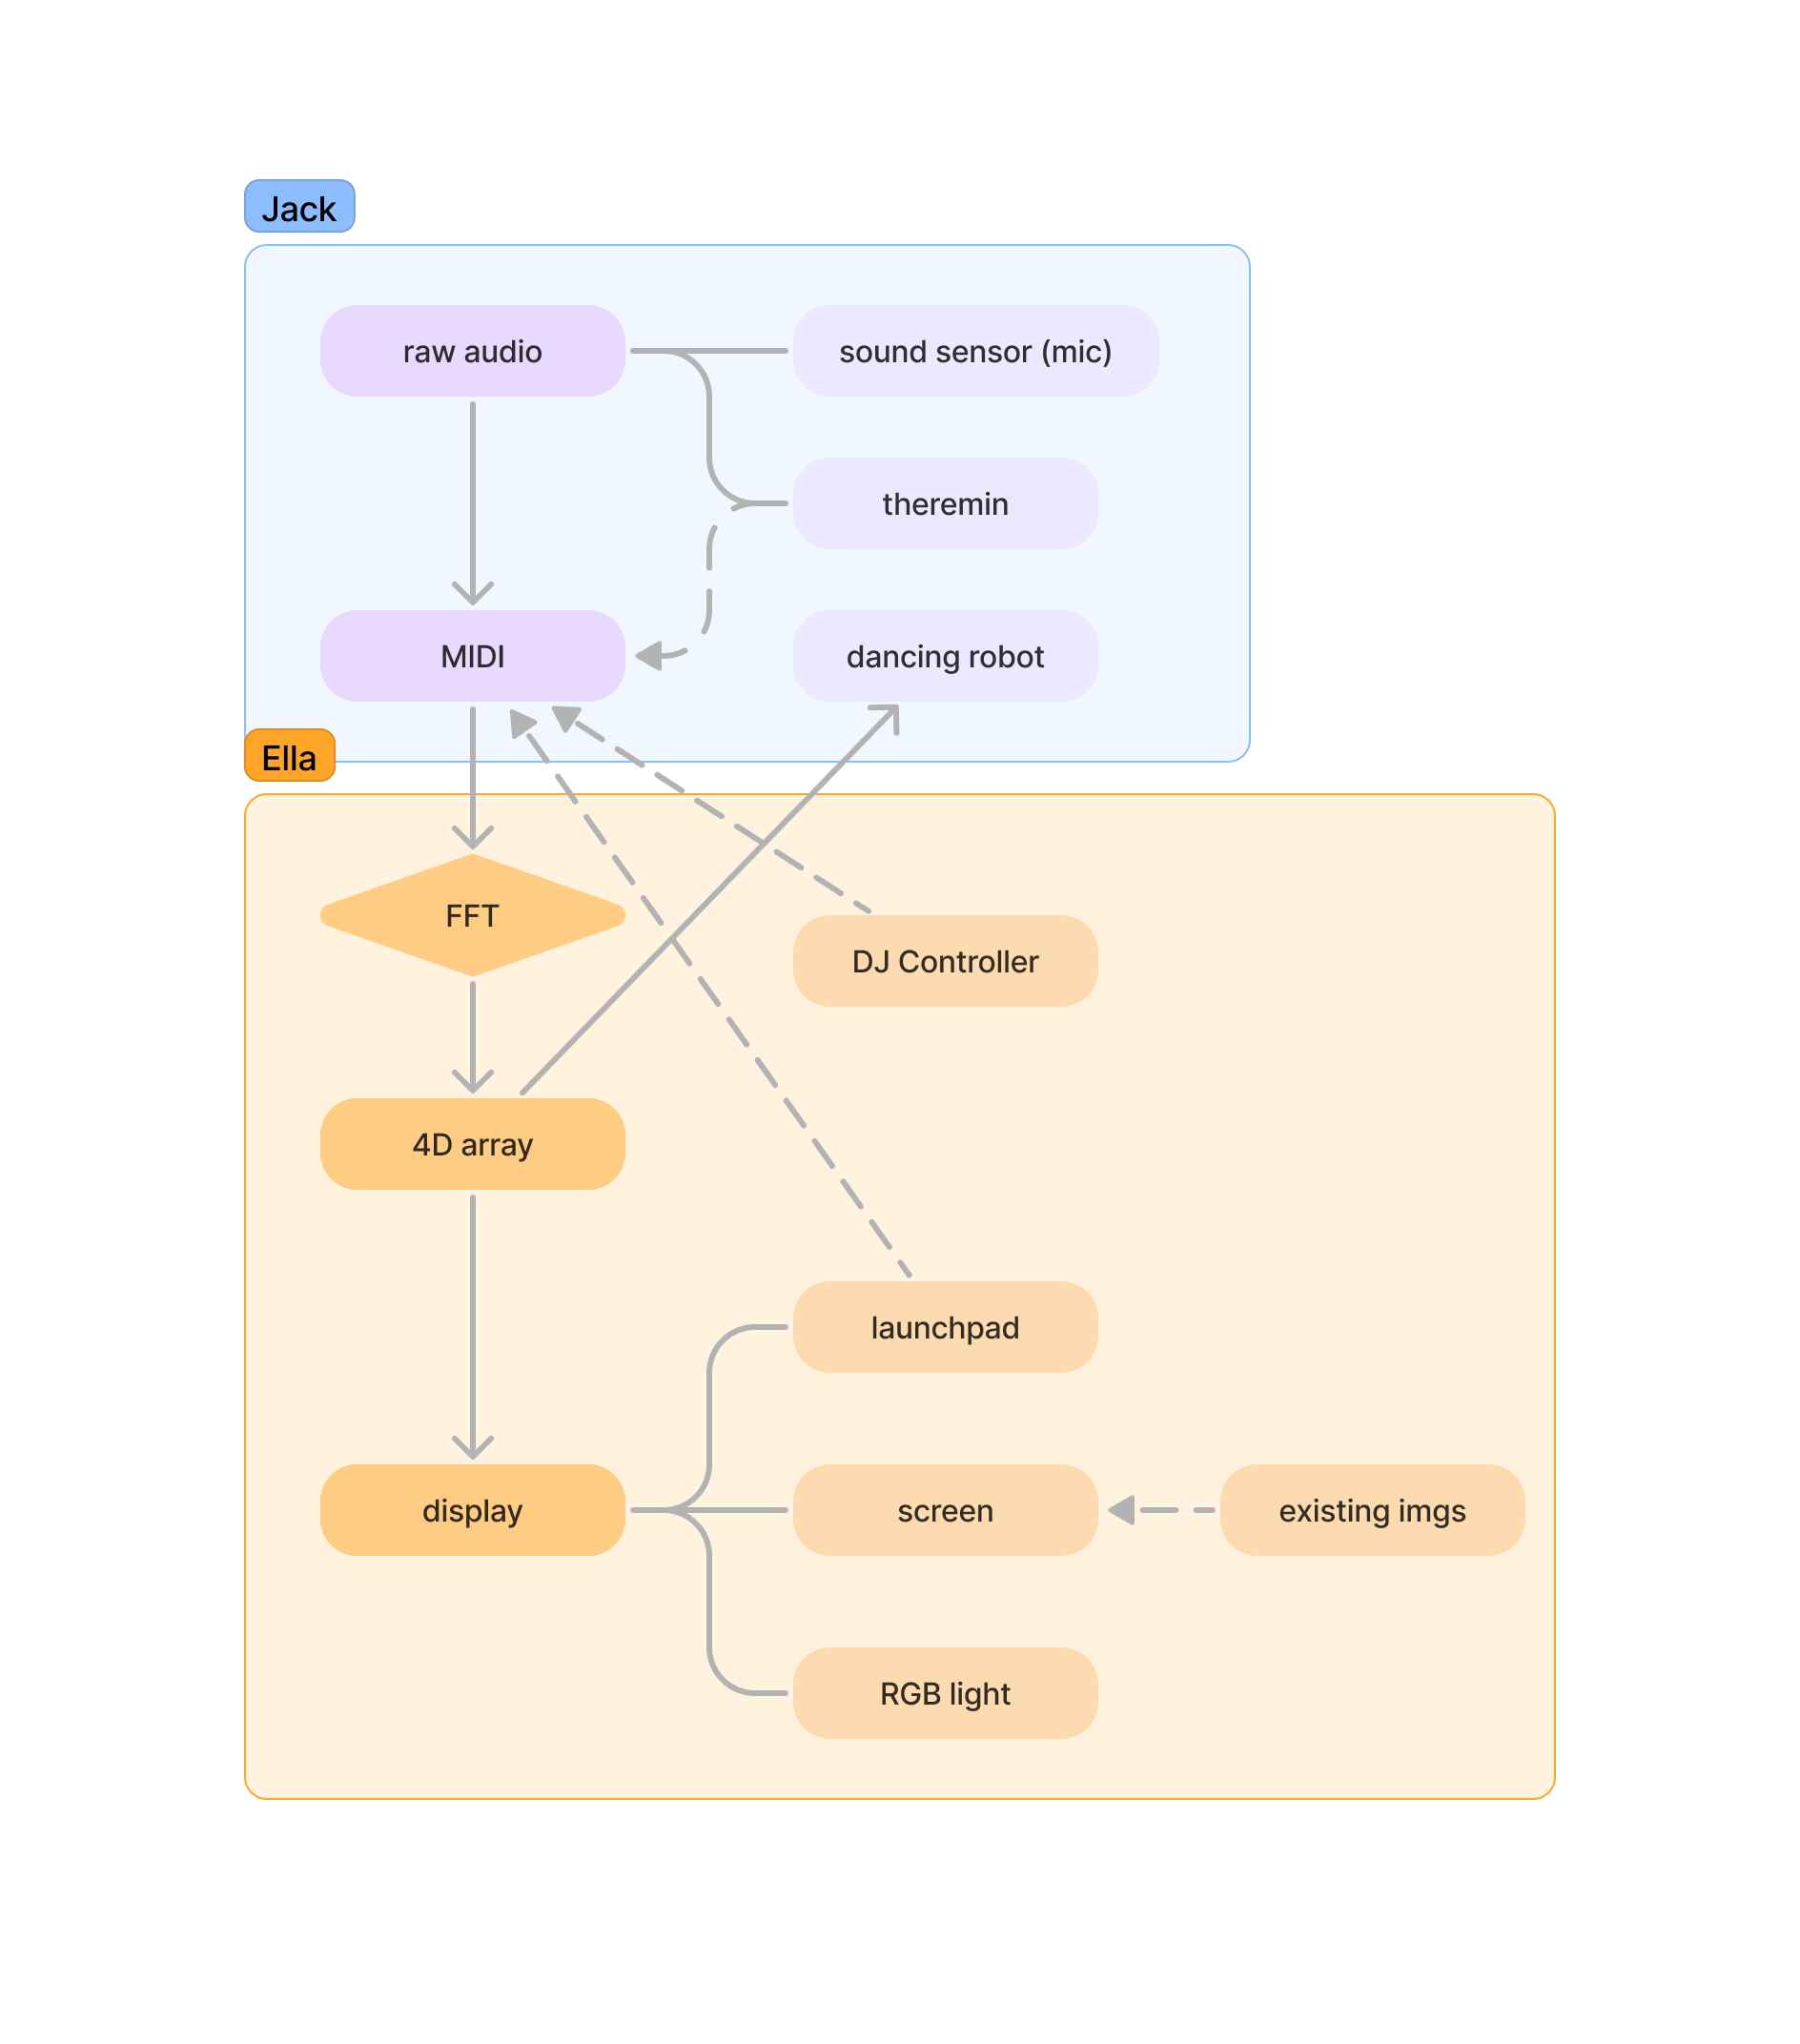 Jack
raw audio
sound sensor (mic)
theremin
MIDI
dancing robot
Ella
FFT
DJ Controller
4D array
launchpad
display
screen
existing imgs
RGB light